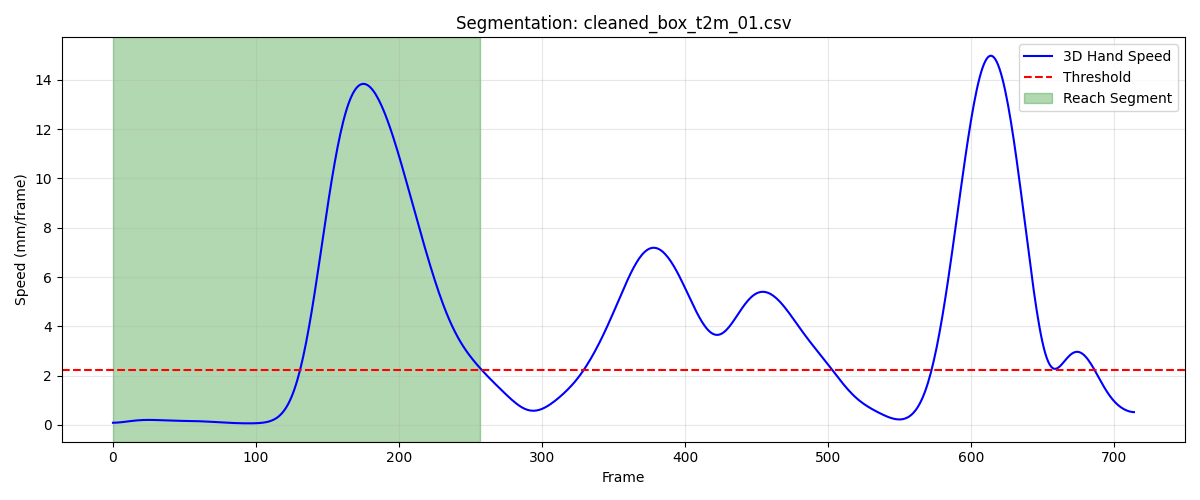 Segmentation: cleaned_box_t2m_01.csv
3D Hand Speed
Threshold
Reach Segment
Speed (mm/frame)
14
12
10
8
6
4
2
0
0 100 200 300 400 500 600 700
Frame